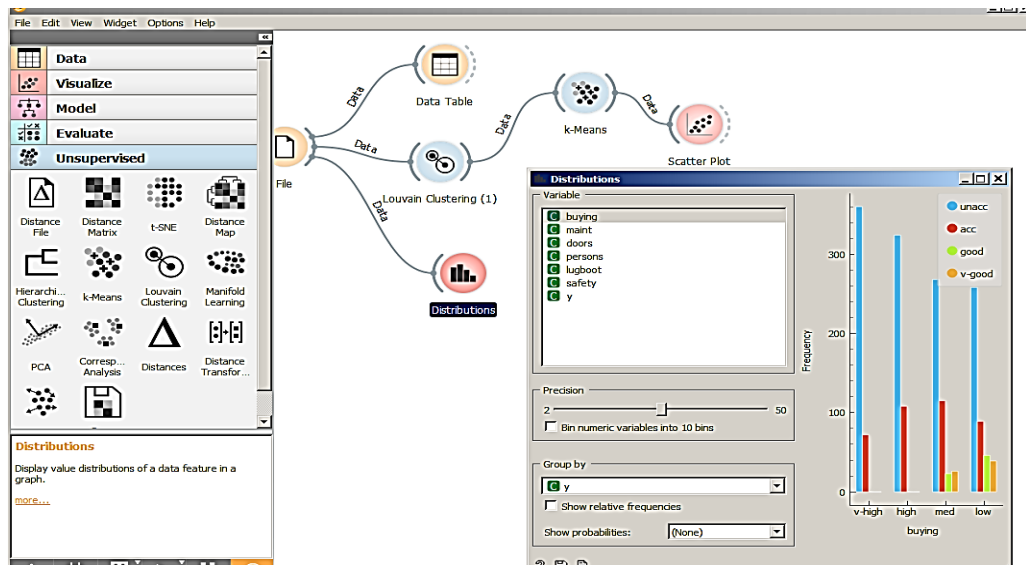 File Edit View Widget Options Help
Data
Visualize
Model
Evaluate
Unsupervised
Distance File
Distance Matrix
t-SNE
Distance Map
Hierarchi... Clustering
k-Means
Louvain Clustering
Manifold Learning
PCA
Corresp... Analysis
Distances
Distance Transfor...
Distributions
Display value distributions of a data feature in a
graph.
more...
File
Data
Data Table
Data
Louvain Clustering (1)
Data
Distributions
Data
k-Means
Data
Scatter Plot
Distributions
Variable
C buying
C maint
C doors
C persons
C lugboot
C safety
C y
Precision
2 50
Bin numeric variables into 10 bins
Group by
C y
Show relative frequencies
Show probabilities: (None)
?
Frequency
300
200
100
0
v-high high med low
buying
unacc
acc
good
v-good